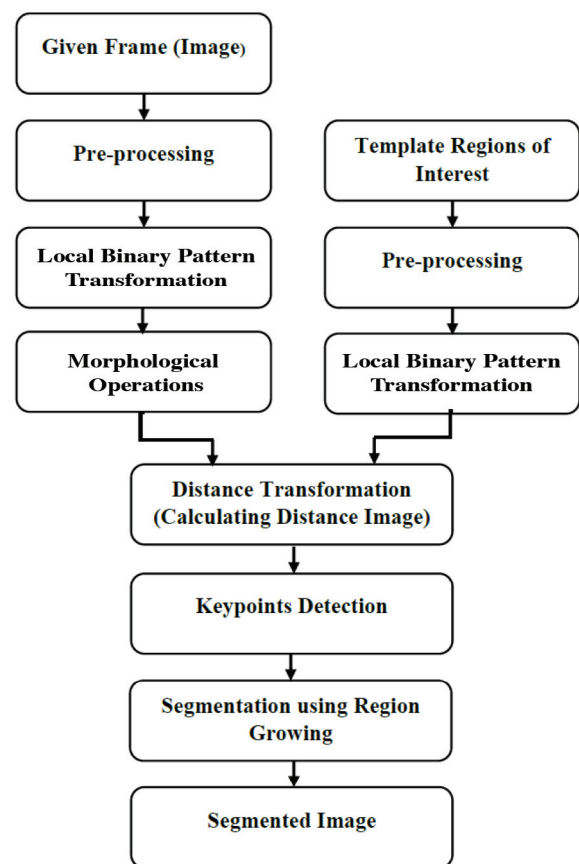 Given Frame (Image)
Pre-processing
Local Binary Pattern
Transformation
Morphological
Operations
Template Regions of
Interest
Pre-processing
Local Binary Pattern
Transformation
Distance Transformation
(Calculating Distance Image)
Keypoints Detection
Segmentation using Region
Growing
Segmented Image